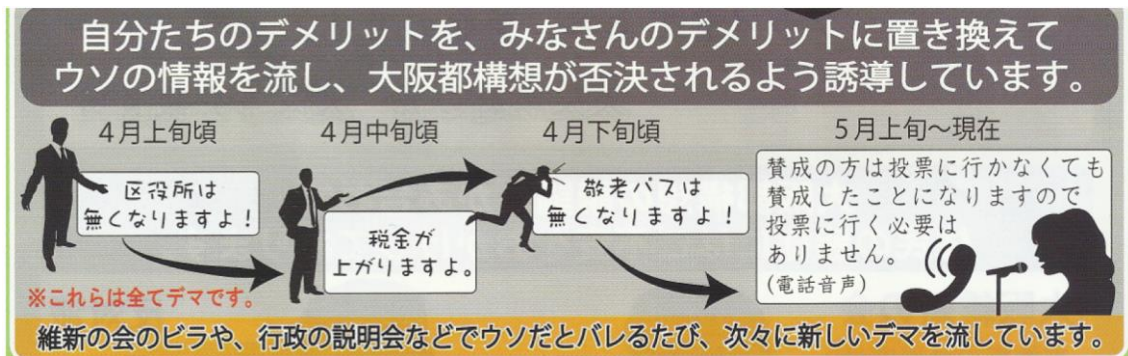 自分たちのデメリットを、みなさんのデメリットに置き換えて
ウソの情報を流し、大阪都構想が否決されるよう誘導しています。
4月上旬頃
区役所は
無くなりますよ！
4月中旬頃
税金が
上がりますよ。
4月下旬頃
敬老パスは
無くなりますよ！
5月上旬～現在
賛成の方は投票に行かなくても
賛成したことになりますので
投票に行く必要は
ありません。
(電話音声)
※これらは全てデマです。
維新の会のビラや、行政の説明会などでウソだとバレるたび、次々に新しいデマを流しています。